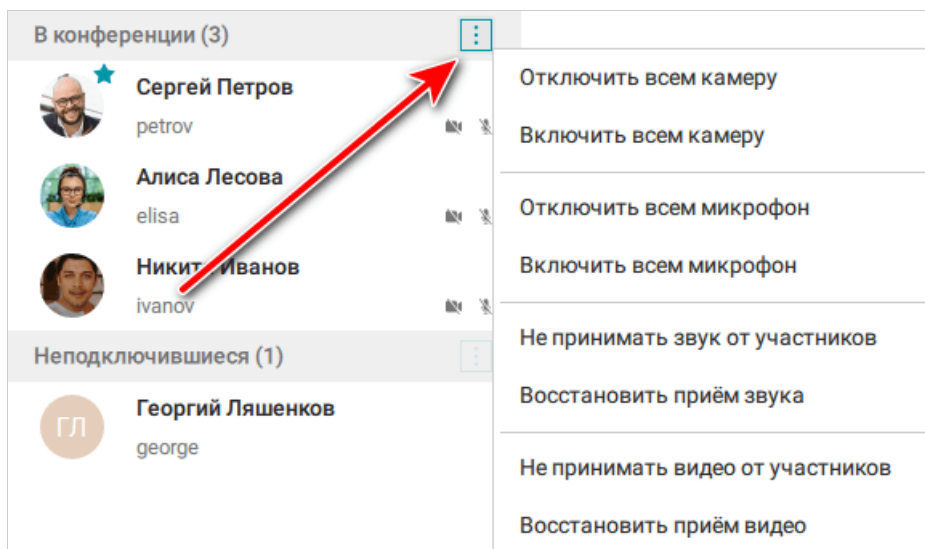 В конференции (3)
Сергей Петров
petrov
Алиса Лесова
elisa
Никита Иванов
ivanov
Неподключившиеся (1)
ГЛ
Георгий Ляшенков
george
Отключить всем камеру
Включить всем камеру
Отключить всем микрофон
Включить всем микрофон
Не принимать звук от участников
Восстановить приём звука
Не принимать видео от участников
Восстановить приём видео